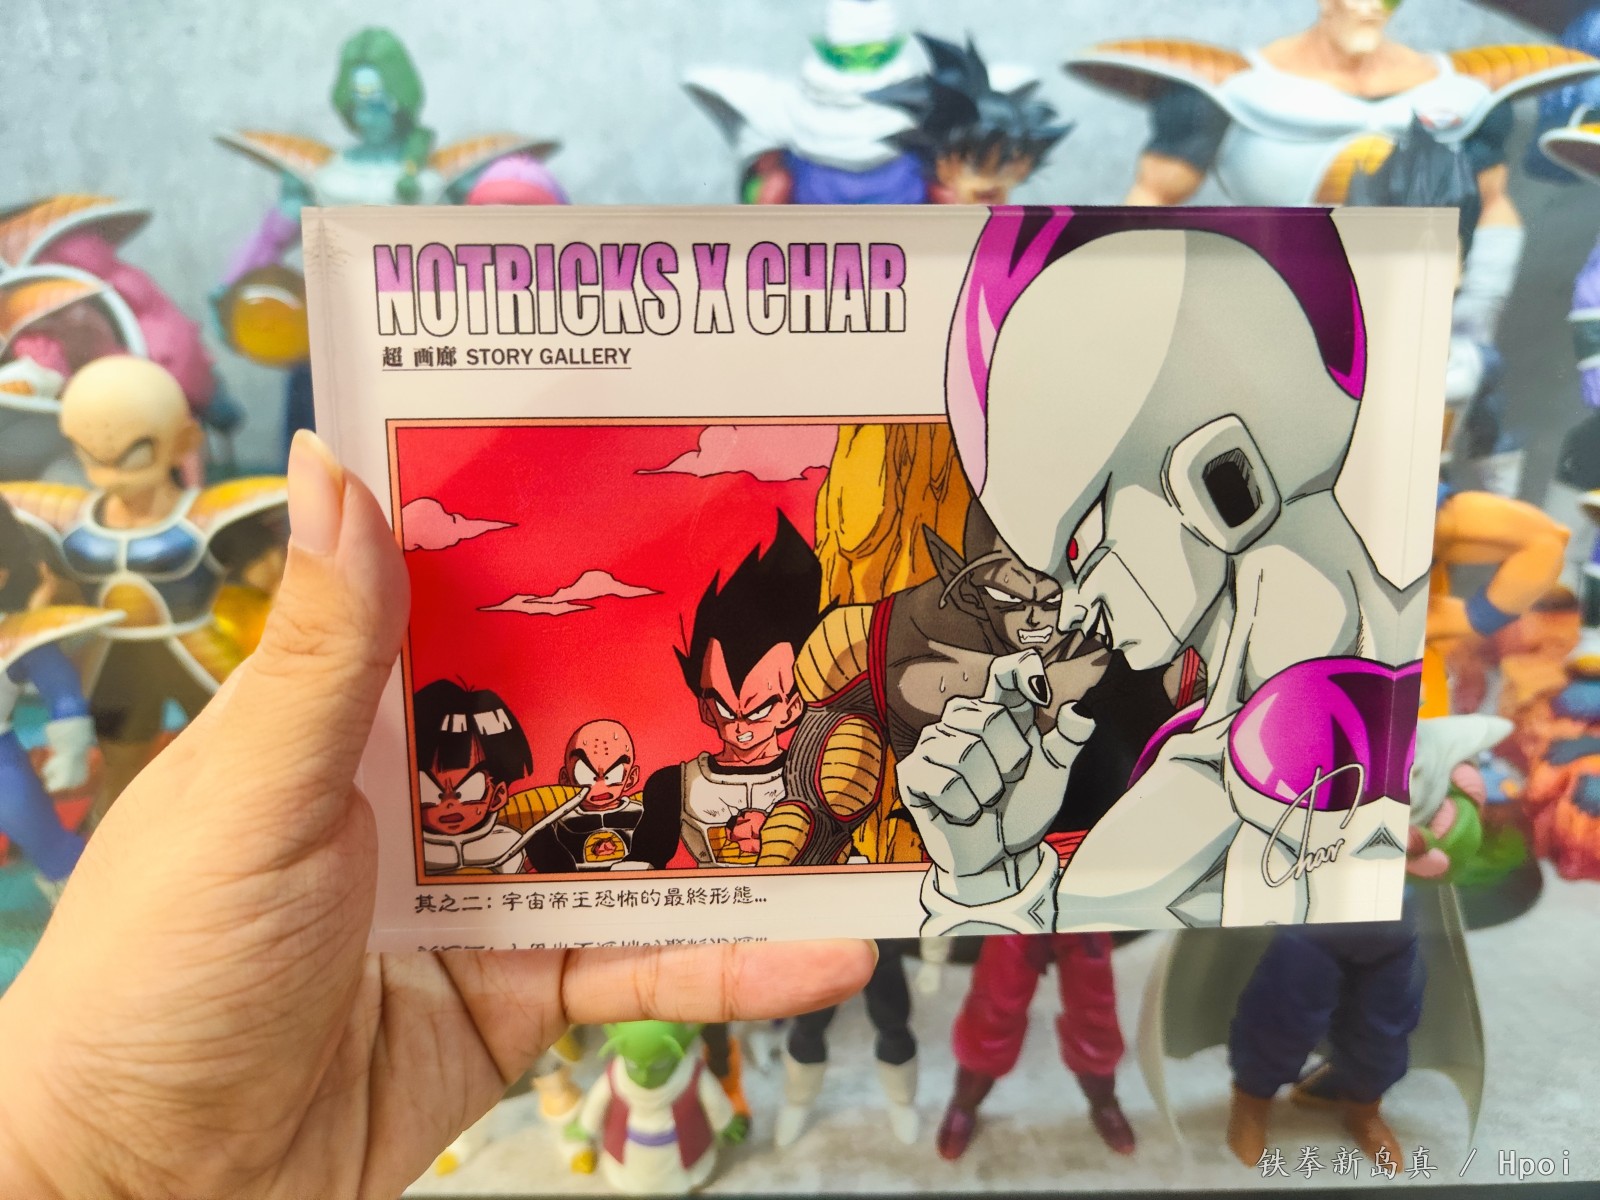 NOTRICKS X CHAR
超 画廊 STORY GALLERY
Char
其之二：宇宙帝王恐怖的最終形態...
铁拳新岛真 / Hpoi